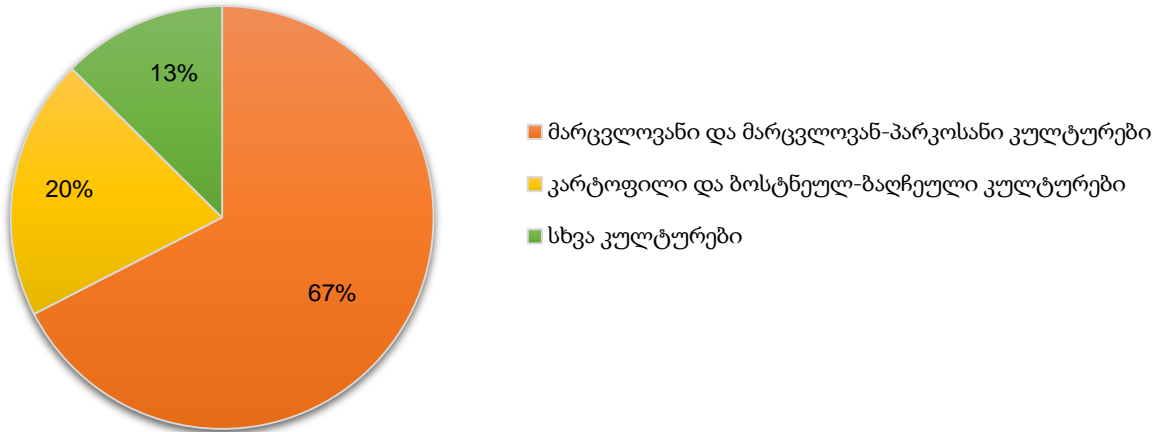 13%
20%
67%
მარცვლოვანი და მარცვლოვან-პარკოსანი კულტურები
კარტოფილი და ბოსტნეულ-ბაღჩეული კულტურები
სხვა კულტურები